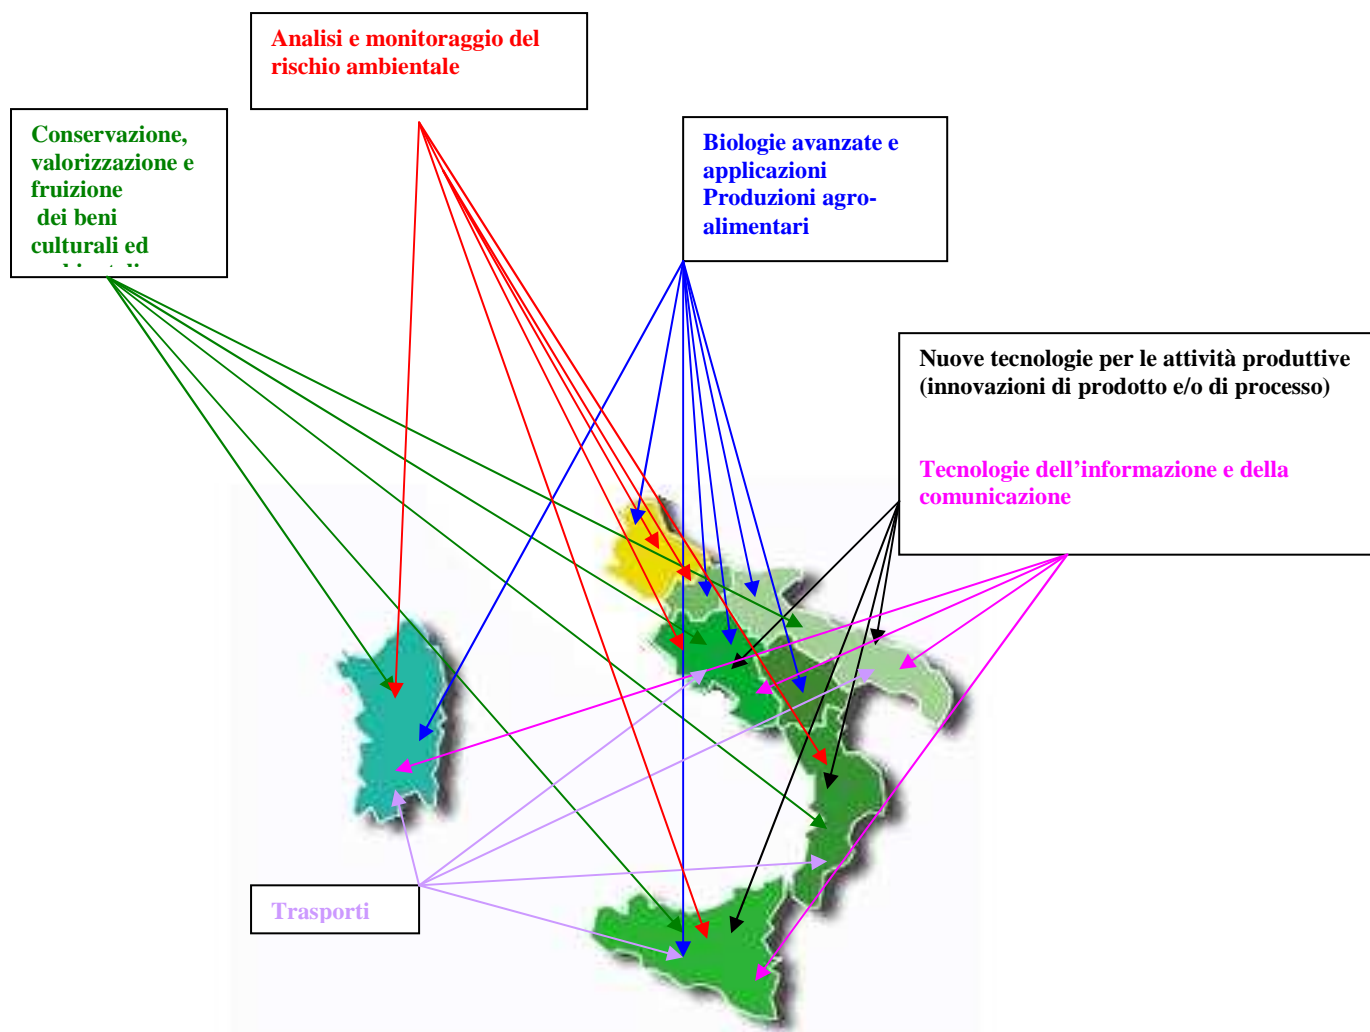 Analisi e monitoraggio del
rischio ambientale
Conservazione,
valorizzazione e
fruizione
dei beni
culturali ed
Biologie avanzate e
applicazioni
Produzioni agro-
alimentari
Nuove tecnologie per le attività produttive
(innovazioni di prodotto e/o di processo)
Tecnologie dell’informazione e della
comunicazione
Trasporti